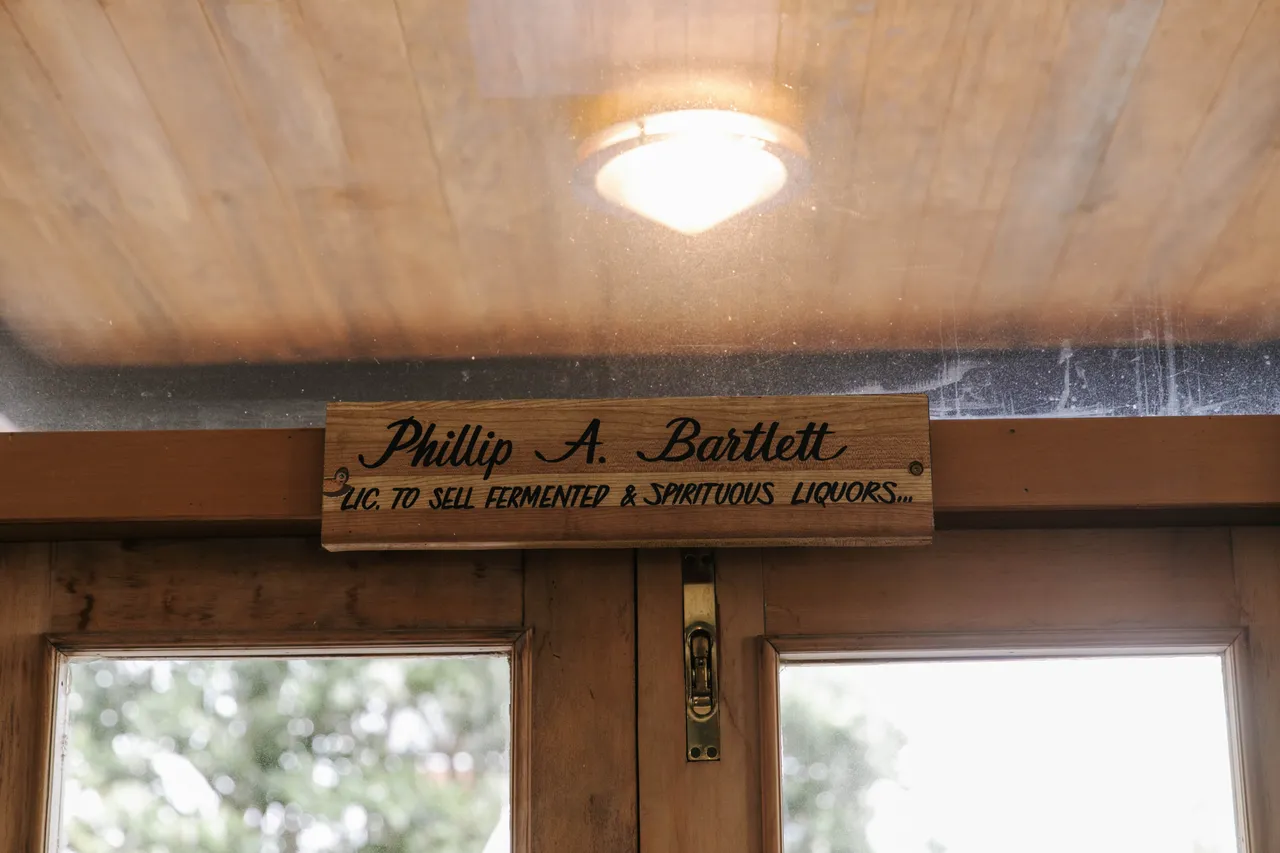 Phillip A. Bartlett
LIC. TO SELL FERMENTED & SPIRITUOUS LIQUORS...